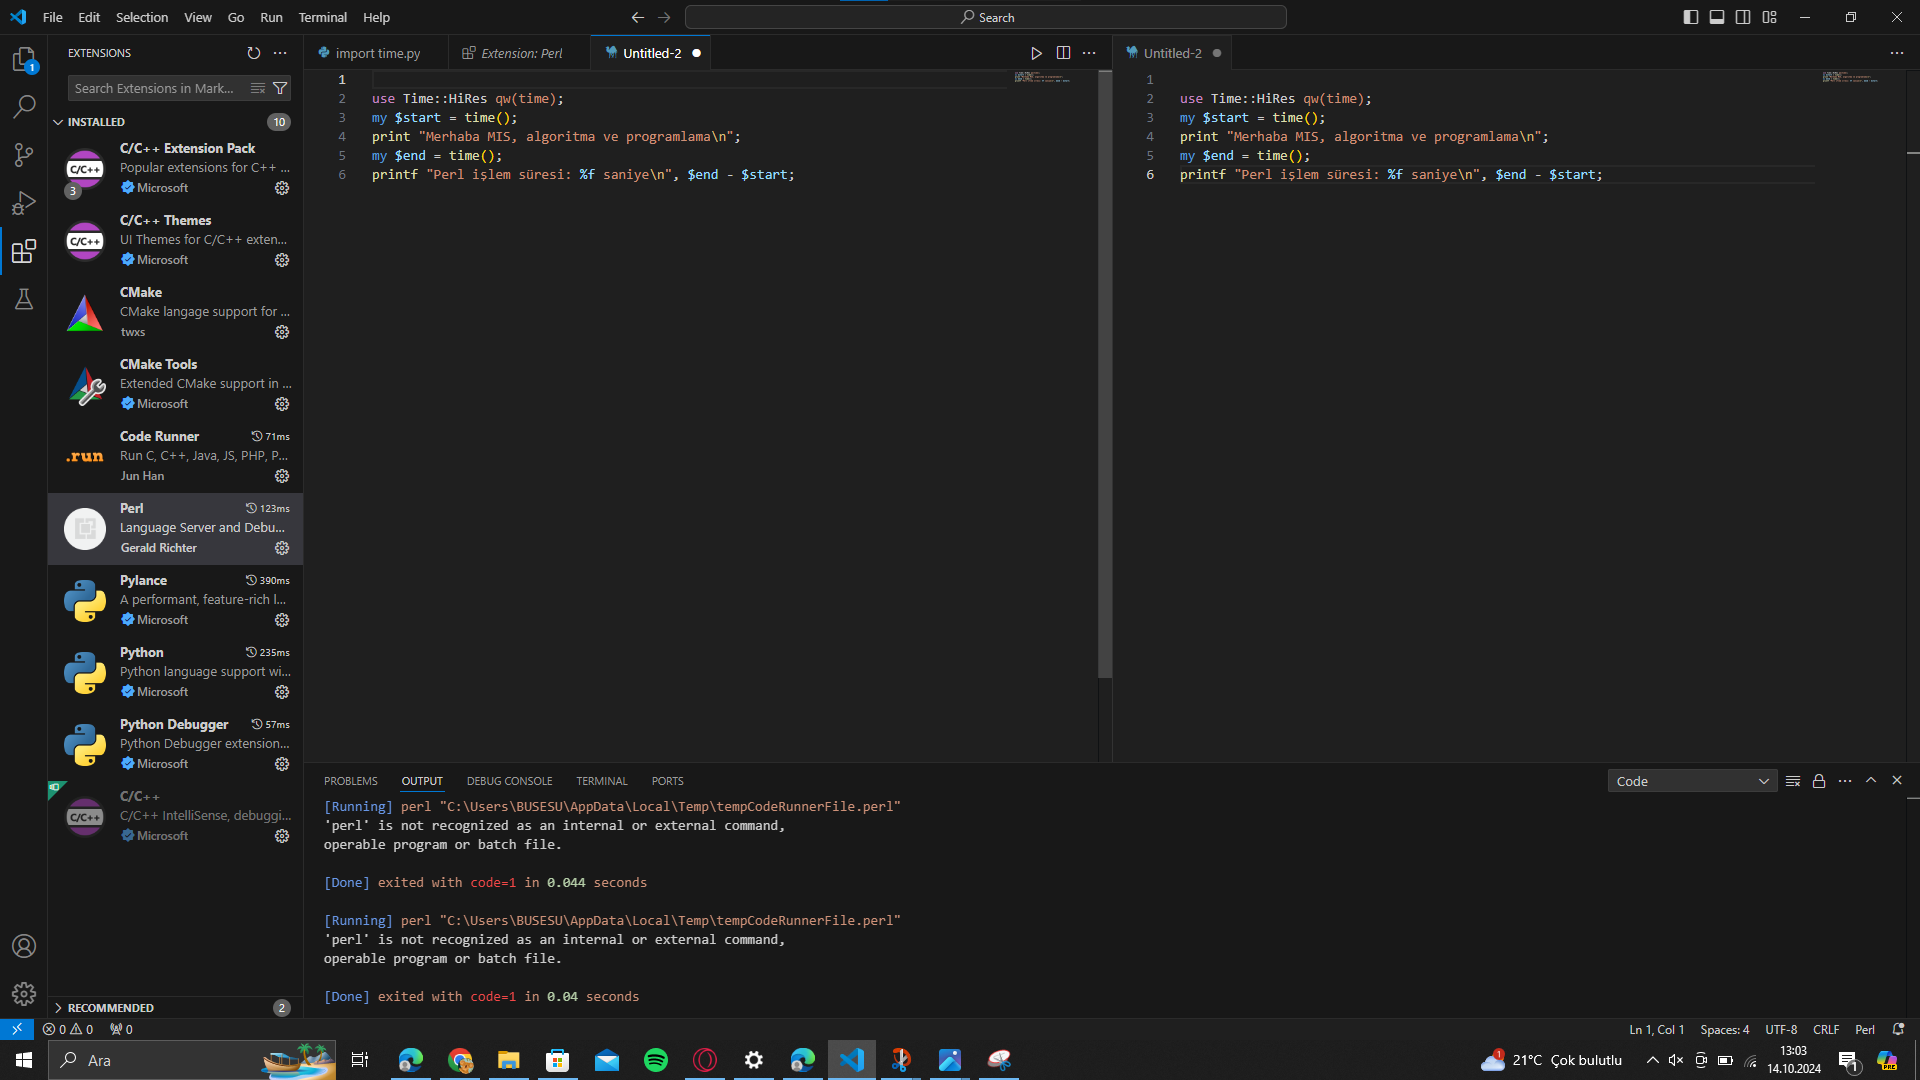 File Edit Selection View Go Run Terminal Help
Search
EXTENSIONS
Search Extensions in Mark...
INSTALLED 10
C/C++ Extension Pack
Popular extensions for C++ ...
Microsoft
C/C++
3
C/C++ Themes
UI Themes for C/C++ exten...
Microsoft
C/C++
CMake
CMake langage support for ...
twxs
CMake Tools
Extended CMake support in ...
Microsoft
Code Runner 71ms
Run C, C++, Java, JS, PHP, P...
Jun Han
.run
Perl 123ms
Language Server and Debu...
Gerald Richter
Pylance 390ms
A performant, feature-rich l...
Microsoft
Python 235ms
Python language support wi...
Microsoft
Python Debugger 57ms
Python Debugger extension...
Microsoft
C/C++
C/C++ IntelliSense, debuggi...
Microsoft
C/C++
RECOMMENDED 2
1
import time.py Extension: Perl Untitled-2
1
2 use Time::HiRes qw(time);
3 my $start = time();
4 print "Merhaba MIS, algoritma ve programlama\n";
5 my $end = time();
6 printf "Perl işlem süresi: %f saniye\n", $end - $start;
Untitled-2
1
2 use Time::HiRes qw(time);
3 my $start = time();
4 print "Merhaba MIS, algoritma ve programlama\n";
5 my $end = time();
6 printf "Perl işlem süresi: %f saniye\n", $end - $start;
PROBLEMS OUTPUT DEBUG CONSOLE TERMINAL PORTS
Code
[Running] perl "C:\Users\BUSESU\AppData\Local\Temp\tempCodeRunnerFile.perl"
'perl' is not recognized as an internal or external command,
operable program or batch file.
[Done] exited with code=1 in 0.044 seconds
[Running] perl "C:\Users\BUSESU\AppData\Local\Temp\tempCodeRunnerFile.perl"
'perl' is not recognized as an internal or external command,
operable program or batch file.
[Done] exited with code=1 in 0.04 seconds
0 0 0
Ln 1, Col 1 Spaces: 4 UTF-8 CRLF Perl
Ara
1 21°C Çok bulutlu
13:03
14.10.2024
1
PRE